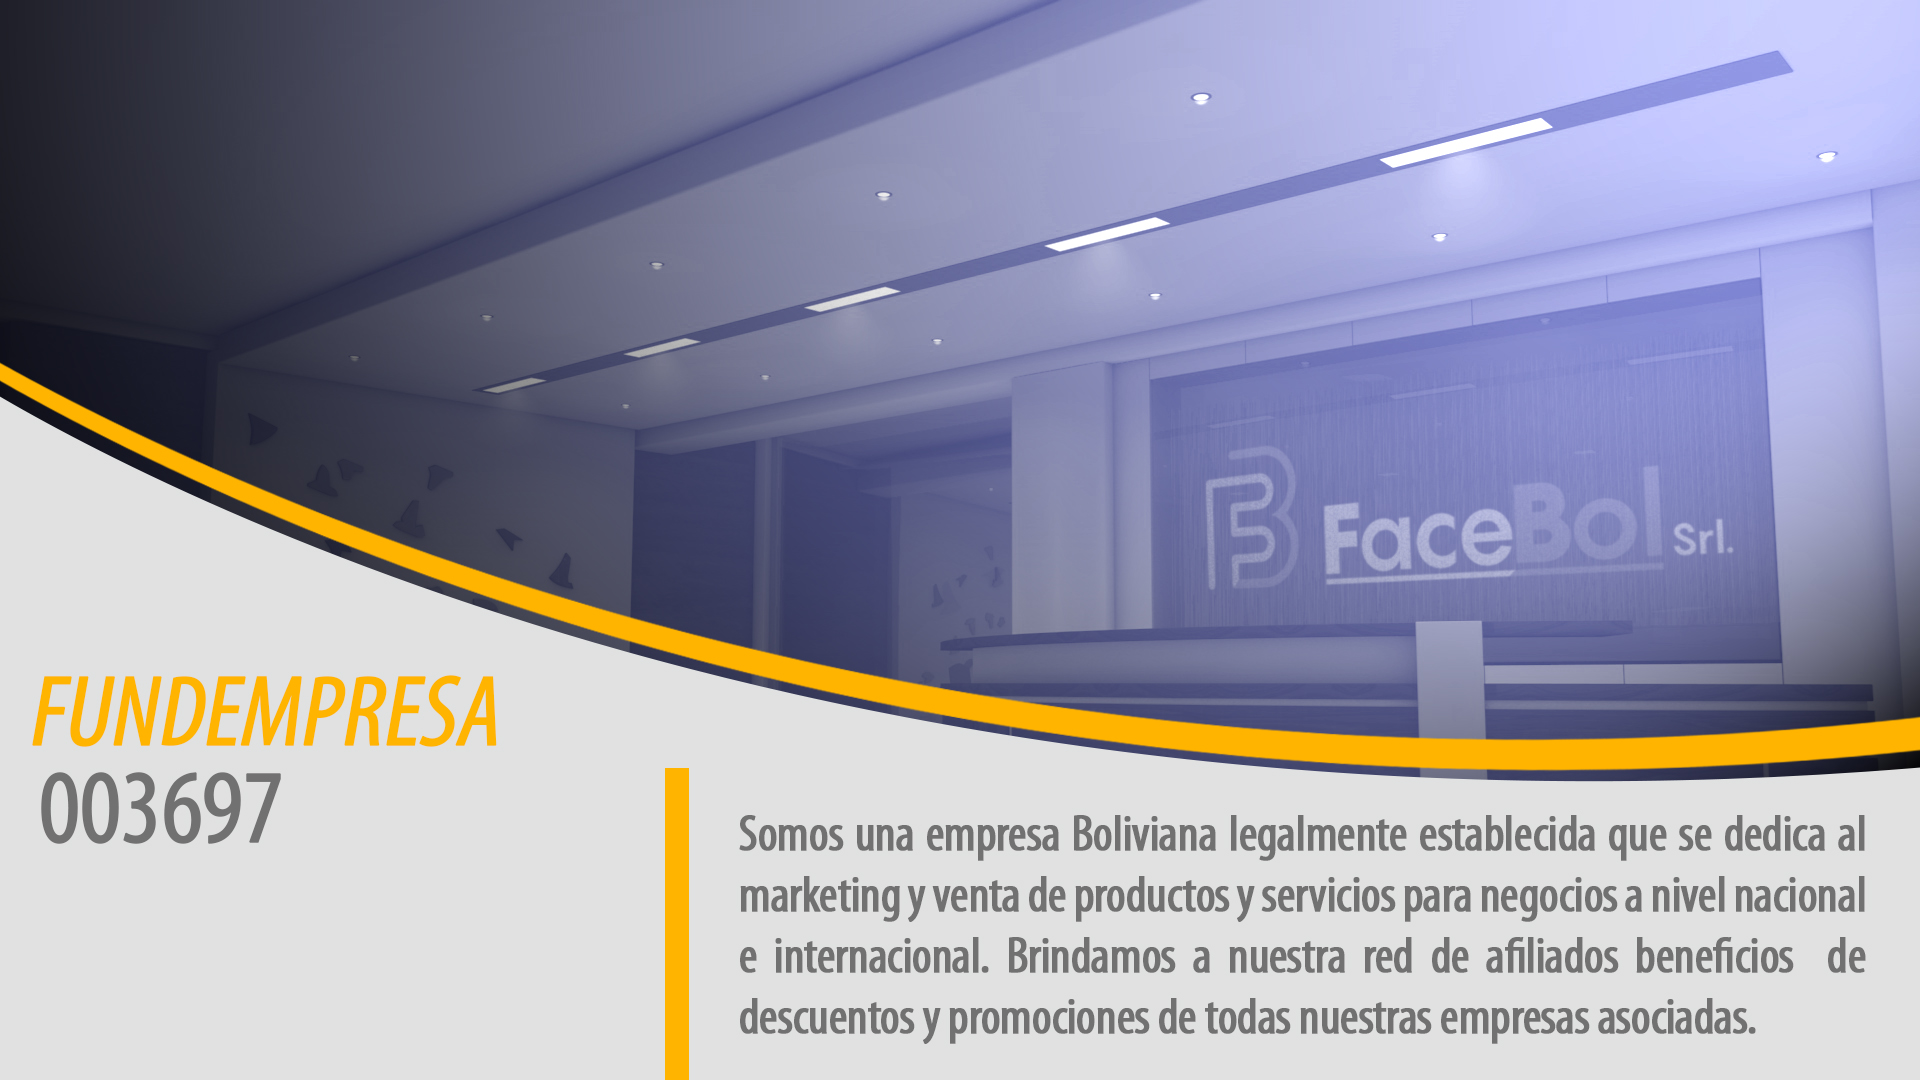 FaceBol Srl.
FUNDEMPRESA
003697
Somos una empresa Boliviana legalmente establecida que se dedica al
marketing y venta de productos y servicios para negocios a nivel nacional
e internacional. Brindamos a nuestra red de afiliados beneficios de
descuentos y promociones de todas nuestras empresas asociadas.